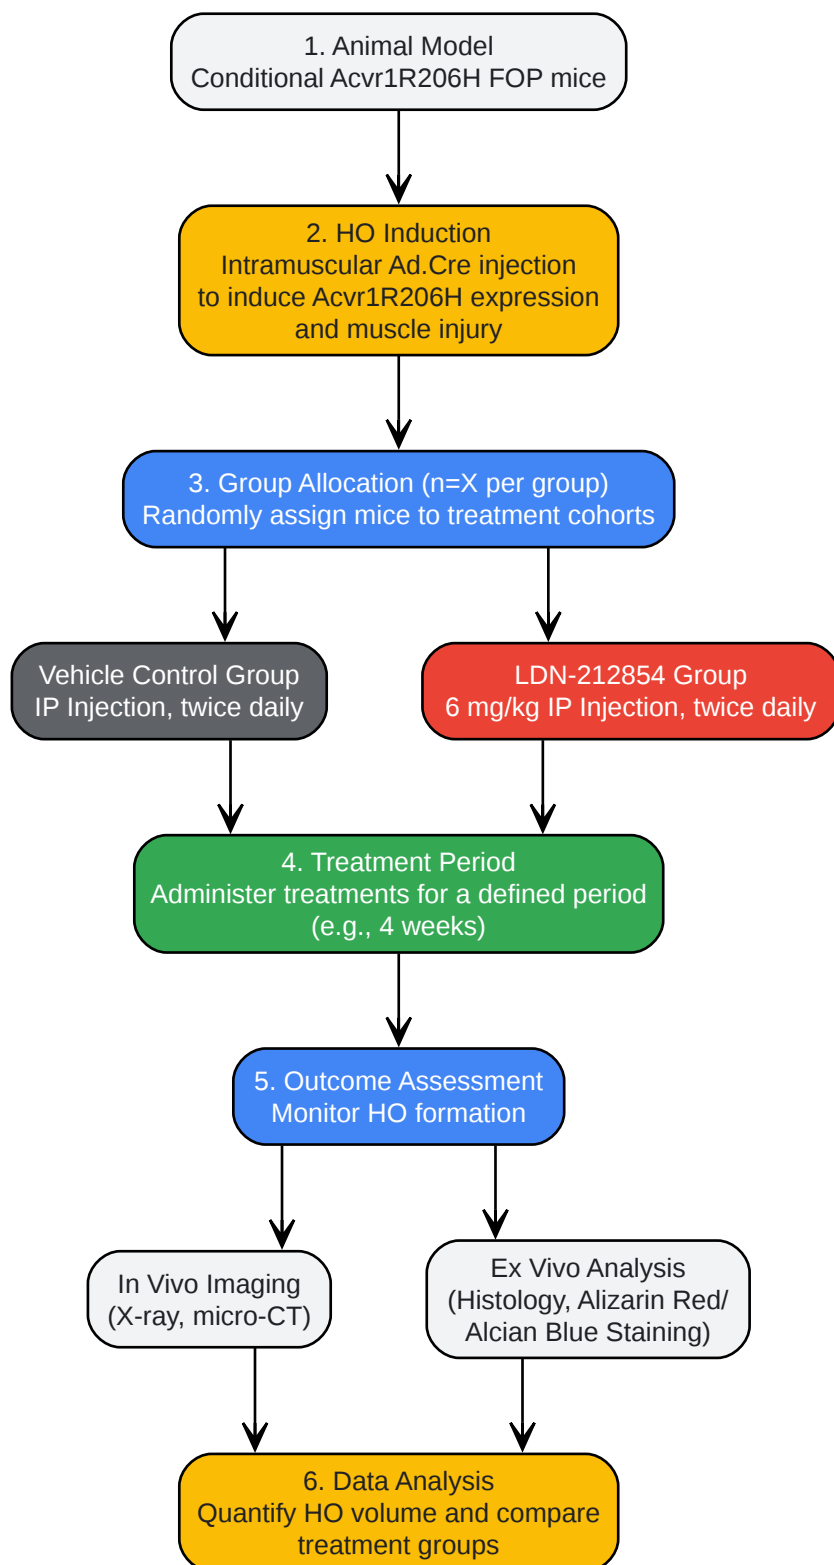 1. Animal Model
Conditional Acvr1R206H FOP mice
2. HO Induction
Intramuscular Ad.Cre injection
to induce Acvr1R206H expression
and muscle injury
3. Group Allocation (n=X per group)
Randomly assign mice to treatment cohorts
Vehicle Control Group
IP Injection, twice daily
LDN-212854 Group
6 mg/kg IP Injection, twice daily
4. Treatment Period
Administer treatments for a defined period
(e.g., 4 weeks)
5. Outcome Assessment
Monitor HO formation
In Vivo Imaging
(X-ray, micro-CT)
Ex Vivo Analysis
(Histology, Alizarin Red/
Alcian Blue Staining)
6. Data Analysis
Quantify HO volume and compare
treatment groups